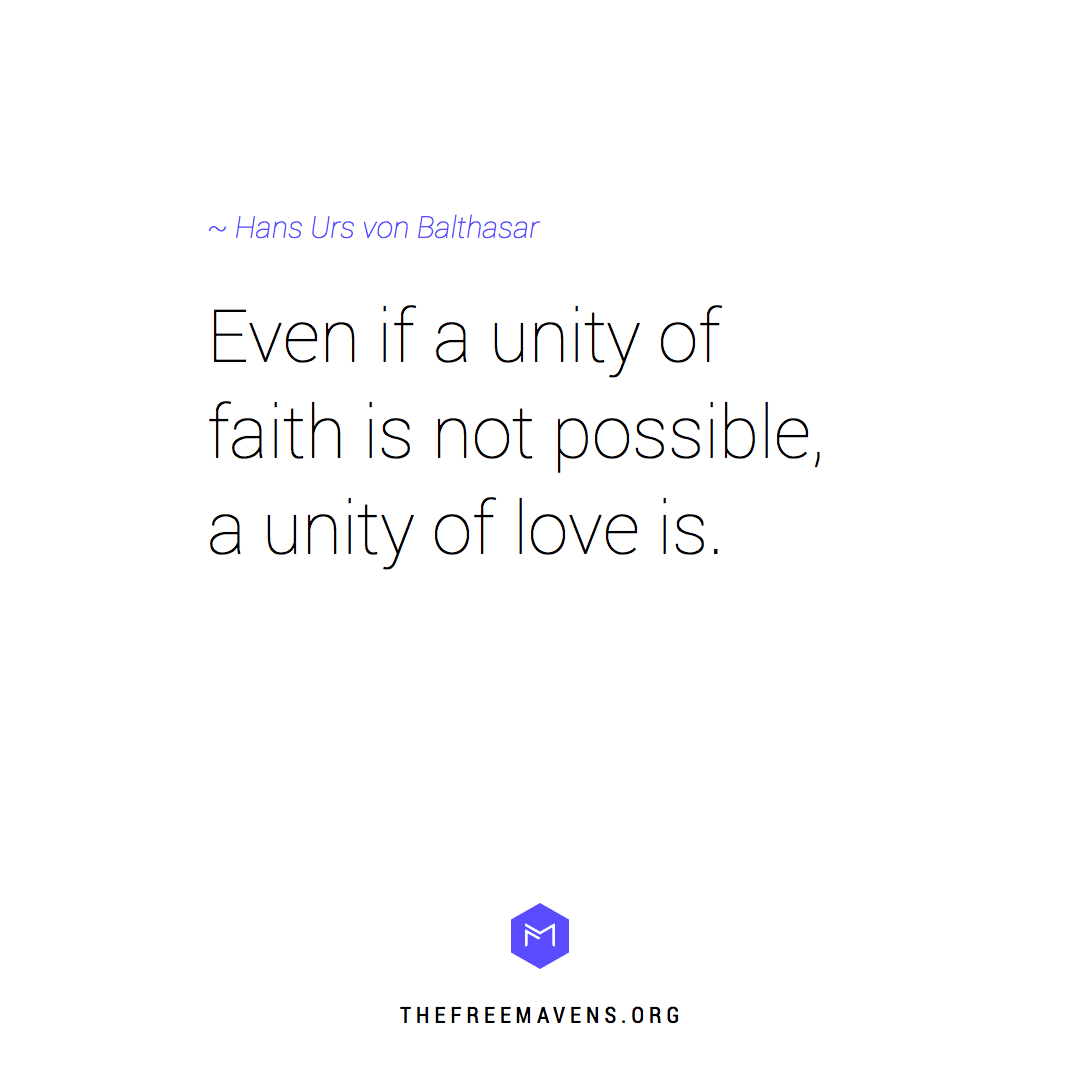 ~ Hans Urs von Balthasar
Even if a unity of
faith is not possible,
a unity of love is.
THEFREEMAVENS.ORG